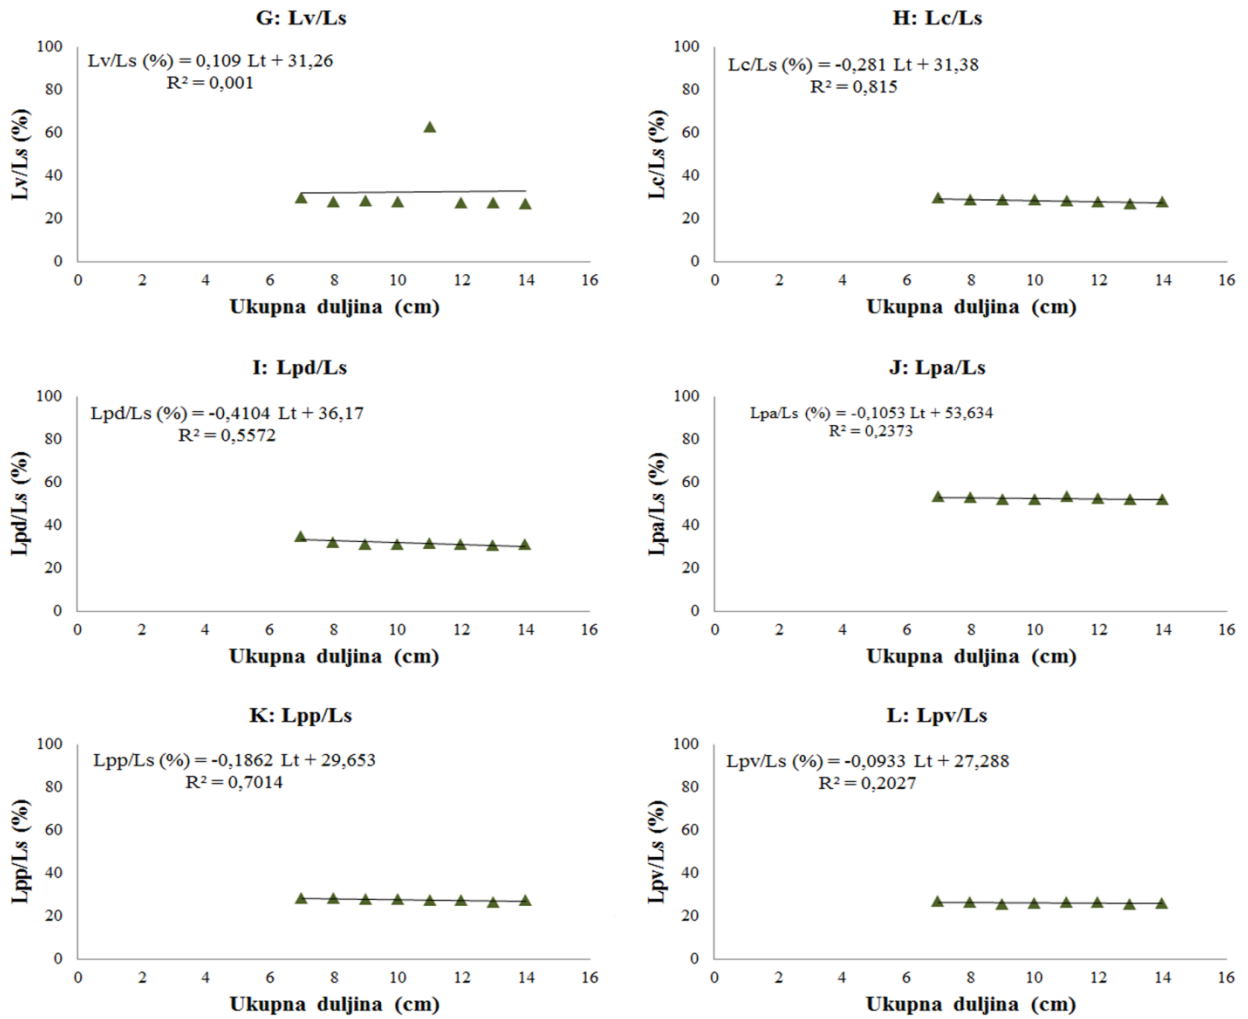 G: Lv/Ls
Lv/Ls (%) = 0,109 Lt + 31,26
R² = 0,001
Lv/Ls (%)
100
80
60
40
20
0
0 2 4 6 8 10 12 14 16
Ukupna duljina (cm)
H: Lc/Ls
Lc/Ls (%) = -0,281 Lt + 31,38
R² = 0,815
Lc/Ls (%)
100
80
60
40
20
0
0 2 4 6 8 10 12 14 16
Ukupna duljina (cm)
I: Lpd/Ls
Lpd/Ls (%) = -0,4104 Lt + 36,17
R² = 0,5572
Lpd/Ls (%)
100
80
60
40
20
0
0 2 4 6 8 10 12 14 16
Ukupna duljina (cm)
J: Lpa/Ls
Lpa/Ls (%) = -0,1053 Lt + 53,634
R² = 0,2373
Lpa/Ls (%)
100
80
60
40
20
0
0 2 4 6 8 10 12 14 16
Ukupna duljina (cm)
K: Lpp/Ls
Lpp/Ls (%) = -0,1862 Lt + 29,653
R² = 0,7014
Lpp/Ls (%)
100
80
60
40
20
0
0 2 4 6 8 10 12 14 16
Ukupna duljina (cm)
L: Lpv/Ls
Lpv/Ls (%) = -0,0933 Lt + 27,288
R² = 0,2027
Lpv/Ls (%)
100
80
60
40
20
0
0 2 4 6 8 10 12 14 16
Ukupna duljina (cm)